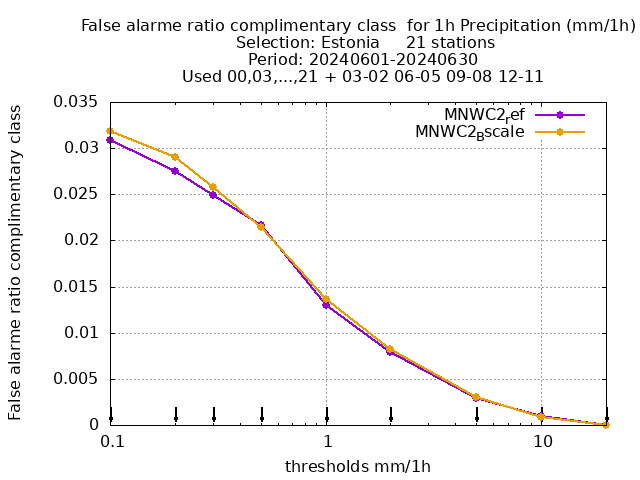 False alarme ratio complimentary class  for 1h Precipitation (mm/1h)
Selection: Estonia     21 stations
Period: 20240601-20240630
Used 00,03,...,21 + 03-02 06-05 09-08 12-11
MNWC2ref
MNWC2Bscale
False alarme ratio complimentary class
0.035
0.03
0.025
0.02
0.015
0.01
0.005
0
0.1 1 10
thresholds mm/1h